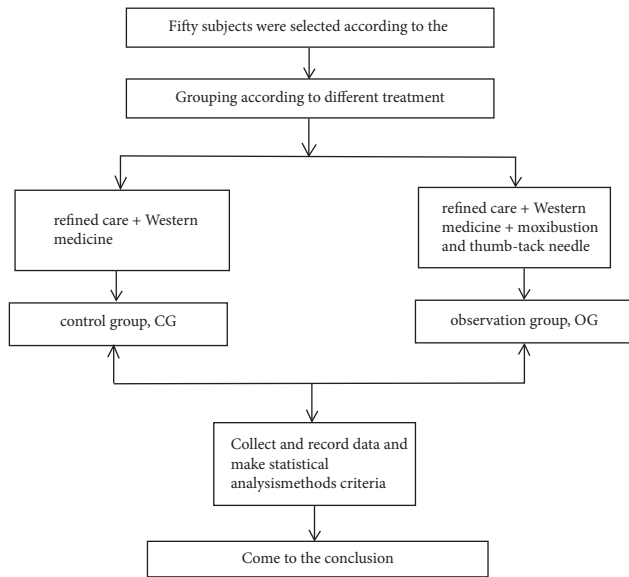 Fifty subjects were selected according to the
Grouping according to different treatment
refined care + Western
medicine
refined care + Western
medicine + moxibustion
and thumb-tack needle
control group, CG
observation group, OG
Collect and record data and
make statistical
analysismethods criteria
Come to the conclusion